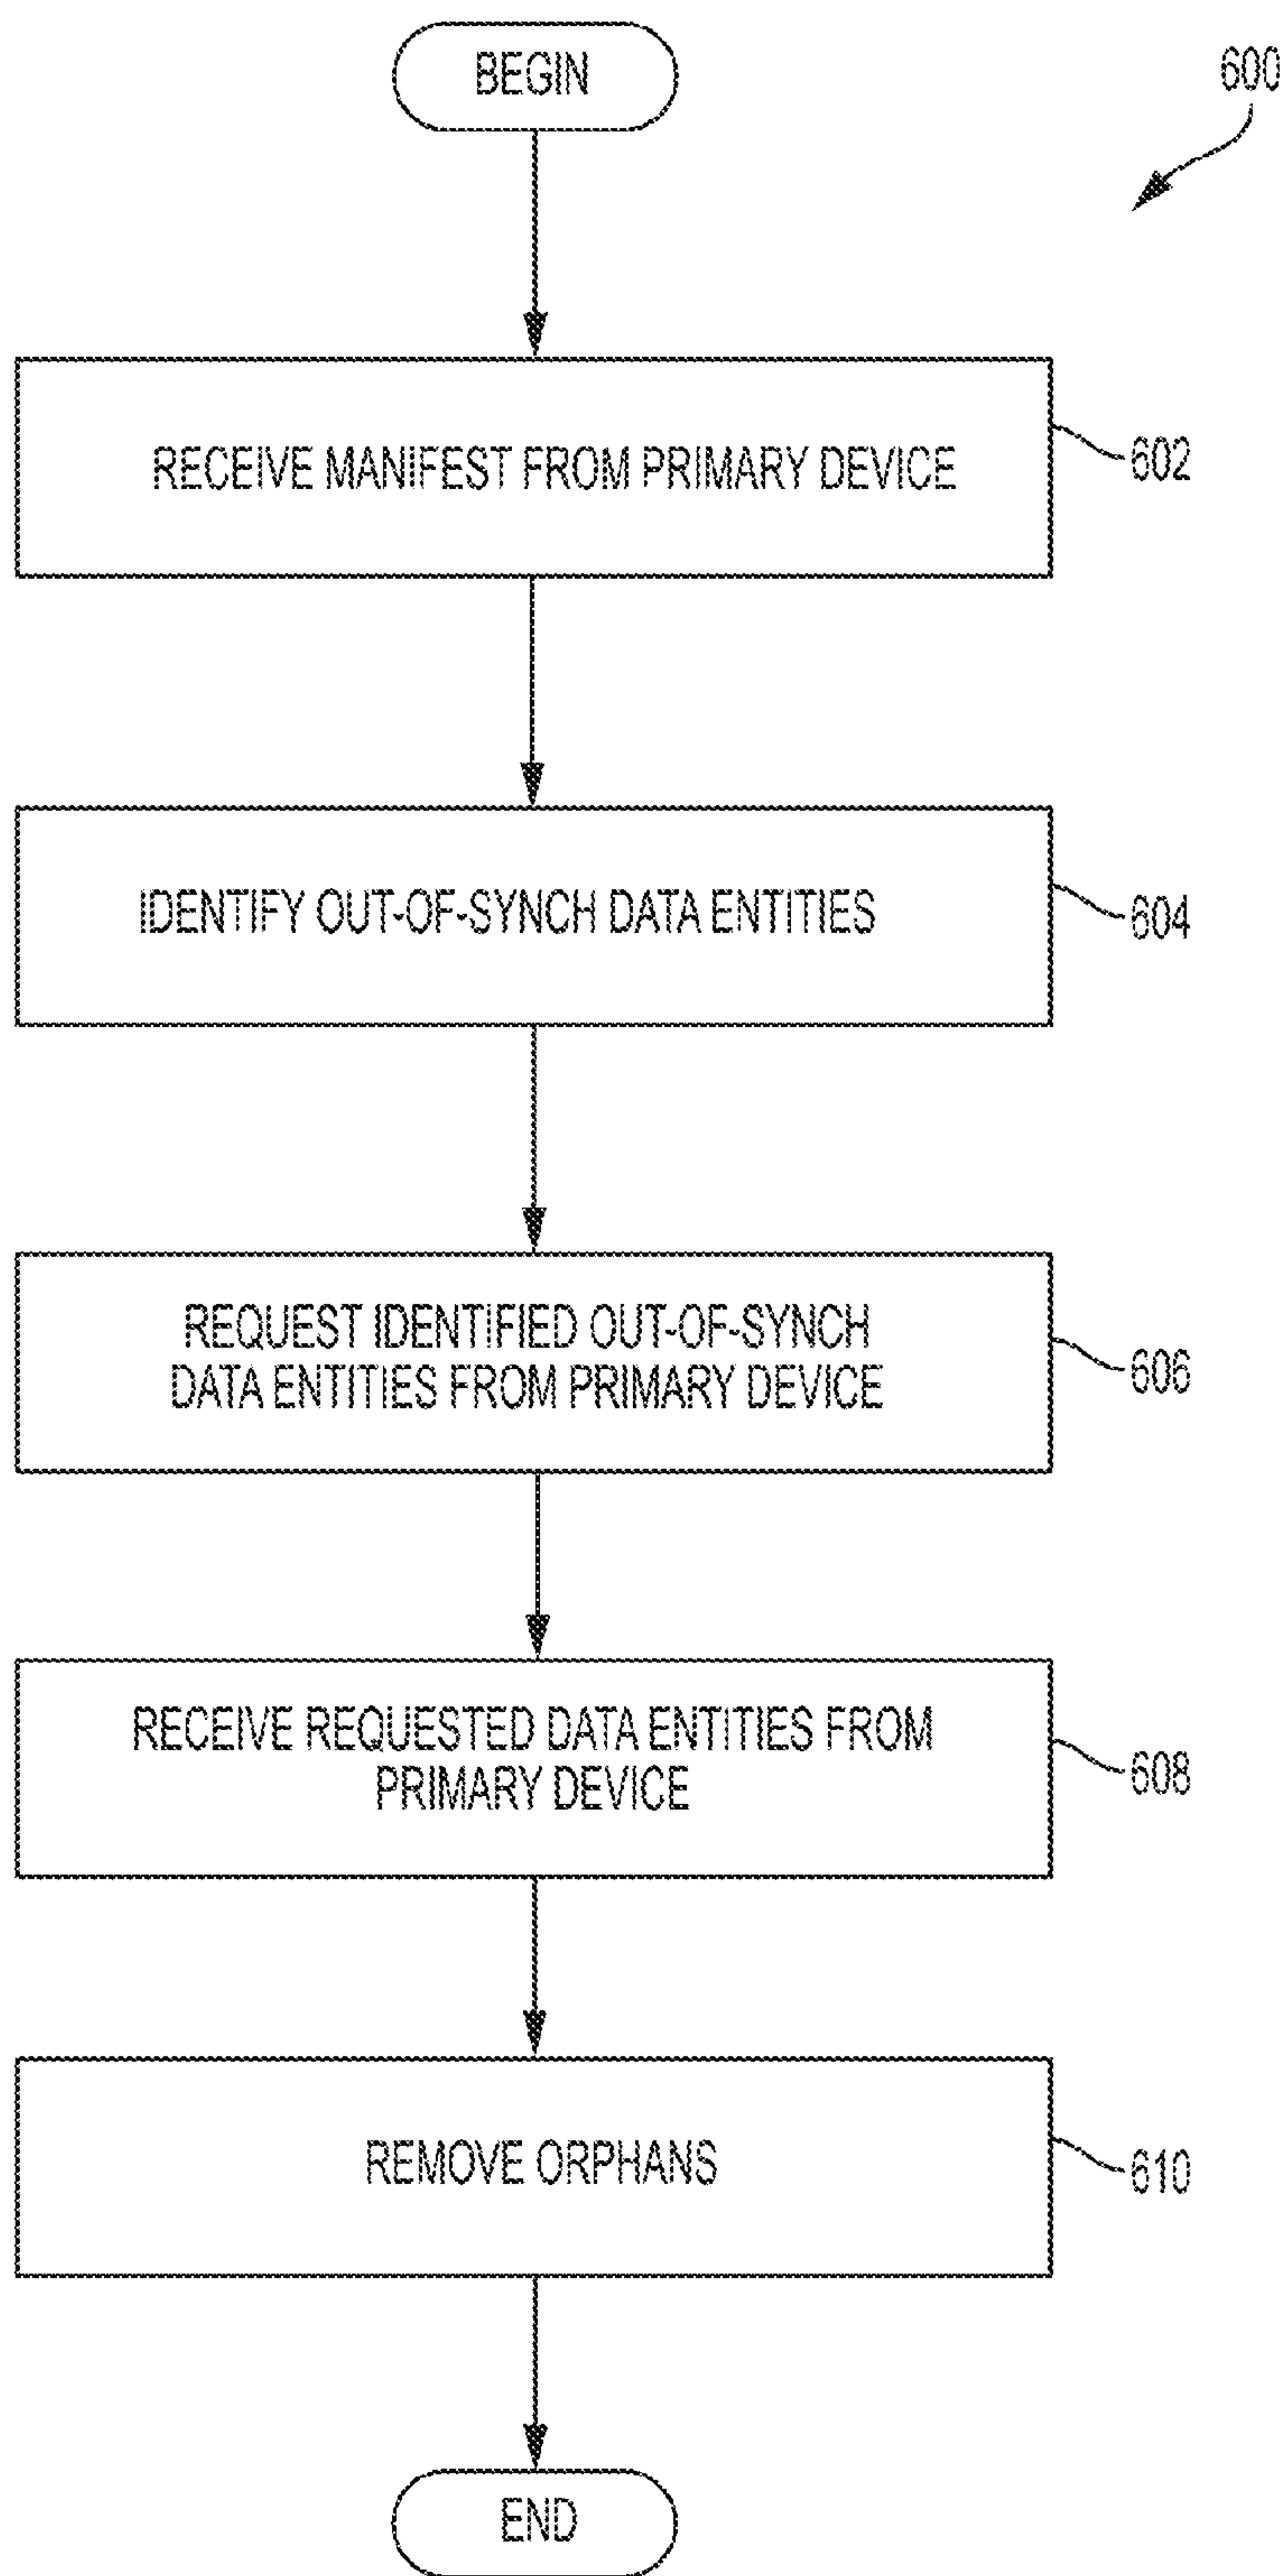 BEGIN
600
RECEIVE MANIFEST FROM PRIMARY DEVICE
602
IDENTIFY OUT-OF-SYNCH DATA ENTITIES
604
REQUEST IDENTIFIED OUT-OF-SYNCH
DATA ENTITIES FROM PRIMARY DEVICE
606
RECEIVE REQUESTED DATA ENTITIES FROM
PRIMARY DEVICE
608
REMOVE ORPHANS
610
END